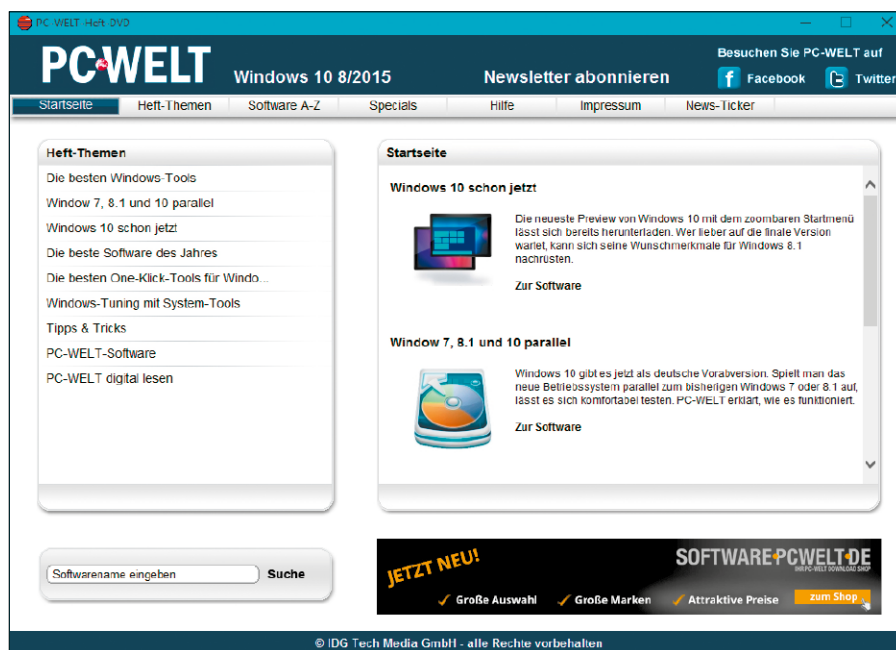 PC-WELT-Heft-DVD
PC WELT
Windows 10 8/2015
Newsletter abonnieren
Besuchen Sie PC-WELT auf
Facebook
Twitter
Startseite
Heft-Themen
Software A-Z
Specials
Hilfe
Impressum
News-Ticker
Heft-Themen
Die besten Windows-Tools
Window 7, 8.1 und 10 parallel
Windows 10 schon jetzt
Die beste Software des Jahres
Die besten One-Klick-Tools für Windo...
Windows-Tuning mit System-Tools
Tipps & Tricks
PC-WELT-Software
PC-WELT digital lesen
Startseite
Windows 10 schon jetzt
Die neueste Preview von Windows 10 mit dem zoombaren Startmenü
lässt sich bereits herunterladen. Wer lieber auf die finale Version
wartet, kann sich seine Wunschmerkmale für Windows 8.1
nachrüsten.
Zur Software
Window 7, 8.1 und 10 parallel
Windows 10 gibt es jetzt als deutsche Vorabversion. Spielt man das
neue Betriebssystem parallel zum bisherigen Windows 7 oder 8.1 auf,
lässt es sich komfortabel testen. PC-WELT erklärt, wie es funktioniert.
Zur Software
Softwarename eingeben
Suche
JETZT NEU!
SOFTWARE•PCWELT•DE
IHR PC-WELT DOWNLOAD SHOP
Große Auswahl
Große Marken
Attraktive Preise
zum Shop
© IDG Tech Media GmbH - alle Rechte vorbehalten